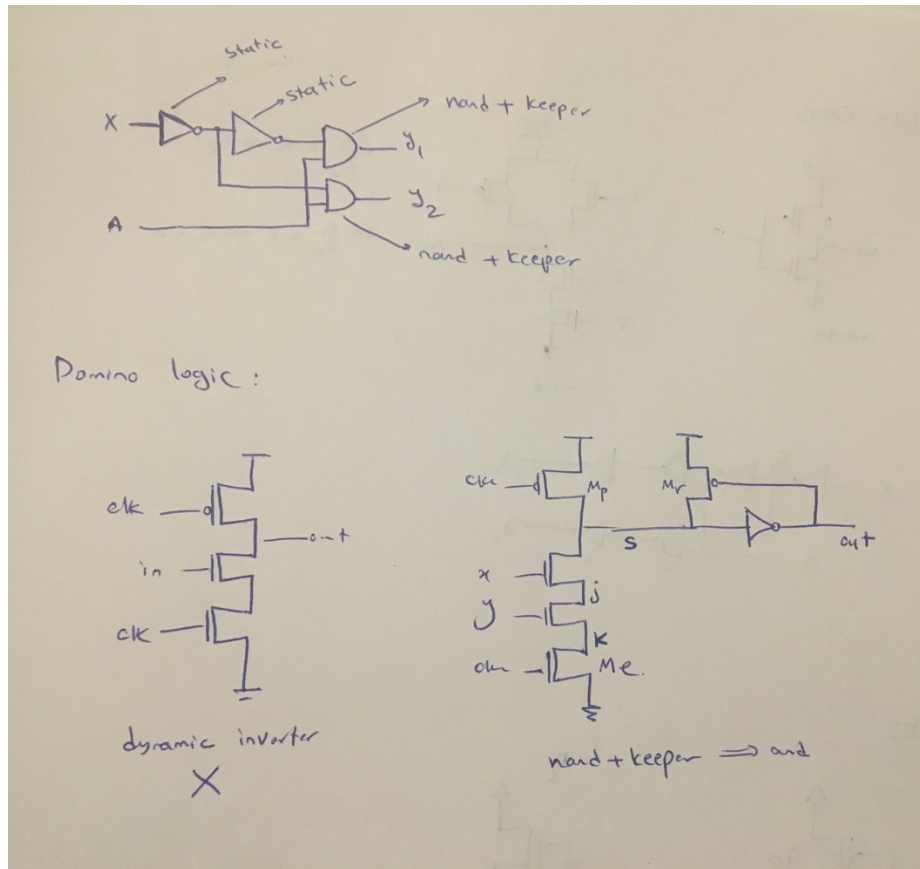 static
static
nand + keeper
X
y1
y2
A
nand + keeper
Domino logic :
clk
out
in
clk
dynamic inverter
X
clk
Mp
Mr
S
out
x
j
y
K
clk
Me.
nand + keeper ⇒ and